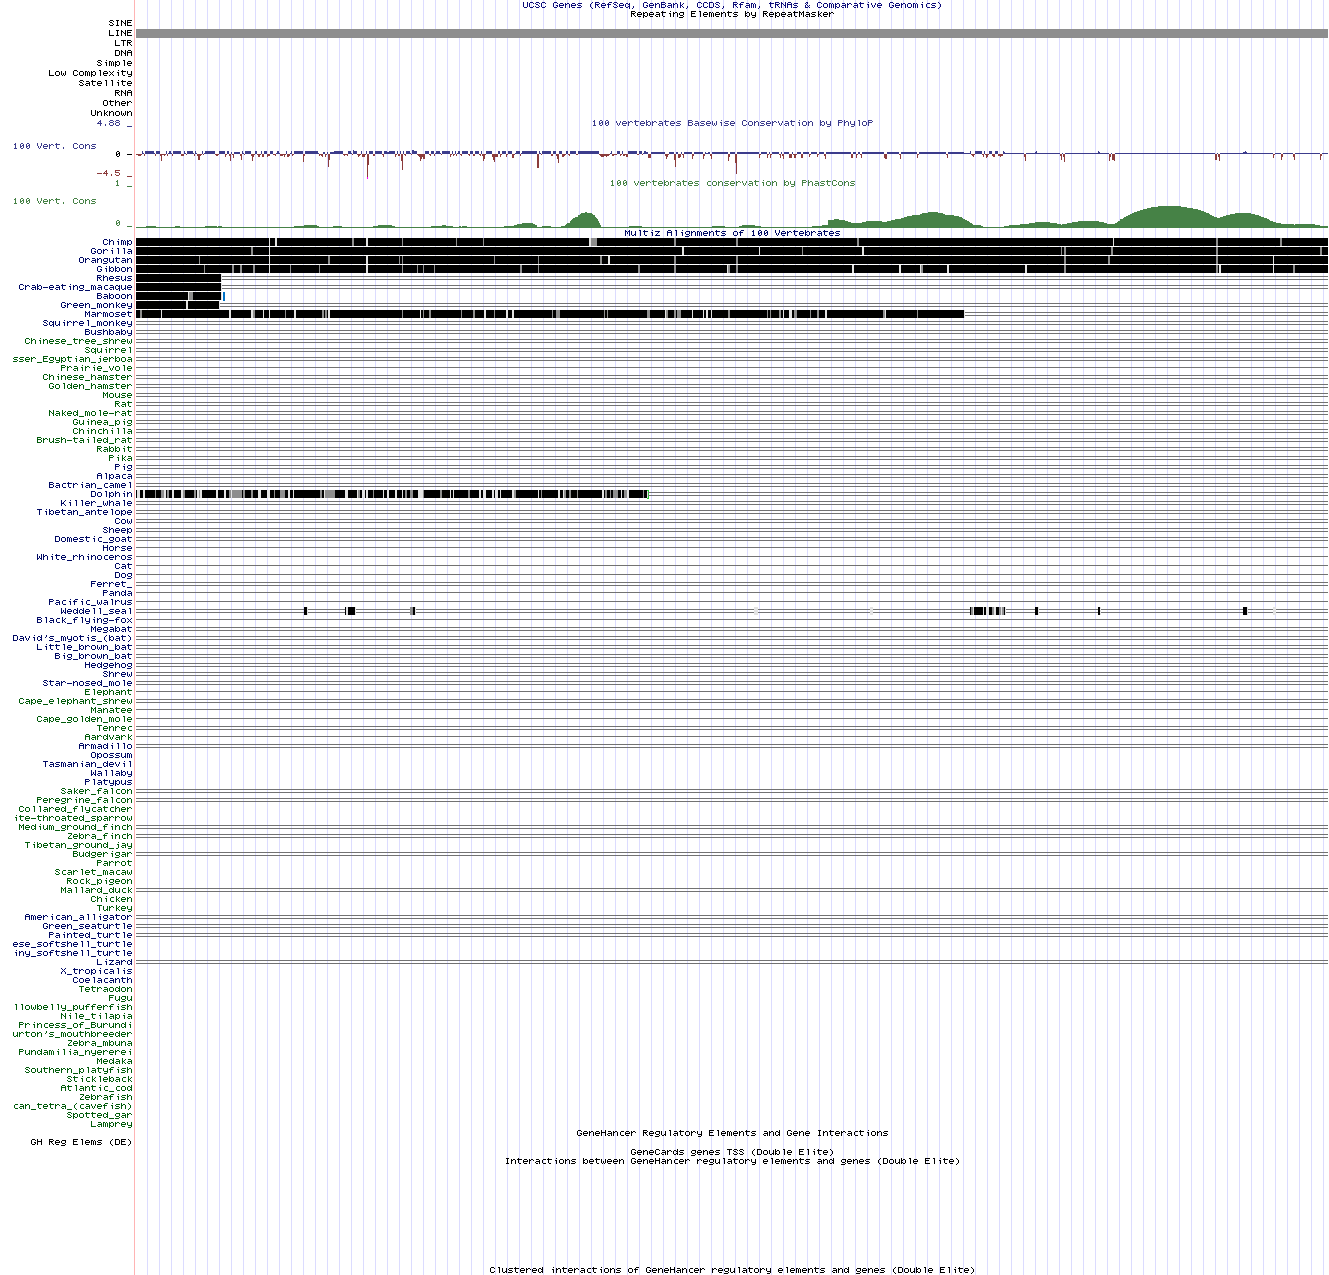 UCSC Genes (RefSeq, GenBank, CCDS, Rfam, tRNAs & Comparative Genomics)
Repeating Elements by RepeatMasker
SINE
LINE
LTR
DNA
Simple
Low Complexity
Satellite
RNA
Other
Unknown
4.88 _
100 vertebrates Basewise Conservation by PhyloP
100 Vert. Cons
0 -
-4.5 _
1 _
100 vertebrates conservation by PhastCons
100 Vert. Cons
0 _
Multiz Alignments of 100 Vertebrates
Chimp
Gorilla
Orangutan
Gibbon
Rhesus
Crab-eating_macaque
Baboon
Green_monkey
Marmoset
Squirrel_monkey
Bushbaby
Chinese_tree_shrew
Squirrel
sser_Egyptian_jerboa
Prairie_vole
Chinese_hamster
Golden_hamster
Mouse
Rat
Naked_mole-rat
Guinea_pig
Chinchilla
Brush-tailed_rat
Rabbit
Pika
Pig
Alpaca
Bactrian_camel
Dolphin
Killer_whale
Tibetan_antelope
Cow
Sheep
Domestic_goat
Horse
White_rhinoceros
Cat
Dog
Ferret_
Panda
Pacific_walrus
Weddell_seal
Black_flying-fox
Megabat
David's_myotis_(bat)
Little_brown_bat
Big_brown_bat
Hedgehog
Shrew
Star-nosed_mole
Elephant
Cape_elephant_shrew
Manatee
Cape_golden_mole
Tenrec
Aardvark
Armadillo
Opossum
Tasmanian_devil
Wallaby
Platypus
Saker_falcon
Peregrine_falcon
Collared_flycatcher
ite-throated_sparrow
Medium_ground_finch
Zebra_finch
Tibetan_ground_jay
Budgerigar
Parrot
Scarlet_macaw
Rock_pigeon
Mallard_duck
Chicken
Turkey
American_alligator
Green_seaturtle
Painted_turtle
ese_softshell_turtle
iny_softshell_turtle
Lizard
X_tropicalis
Coelacanth
Tetraodon
Fugu
llowbelly_pufferfish
Nile_tilapia
Princess_of_Burundi
urton's_mouthbreeder
Zebra_mbuna
Pundamilia_nyererei
Medaka
Southern_platyfish
Stickleback
Atlantic_cod
Zebrafish
can_tetra_(cavefish)
Spotted_gar
Lamprey
GeneHancer Regulatory Elements and Gene Interactions
GH Reg Elems (DE)
GeneCards genes TSS (Double Elite)
Interactions between GeneHancer regulatory elements and genes (Double Elite)
Clustered interactions of GeneHancer regulatory elements and genes (Double Elite)